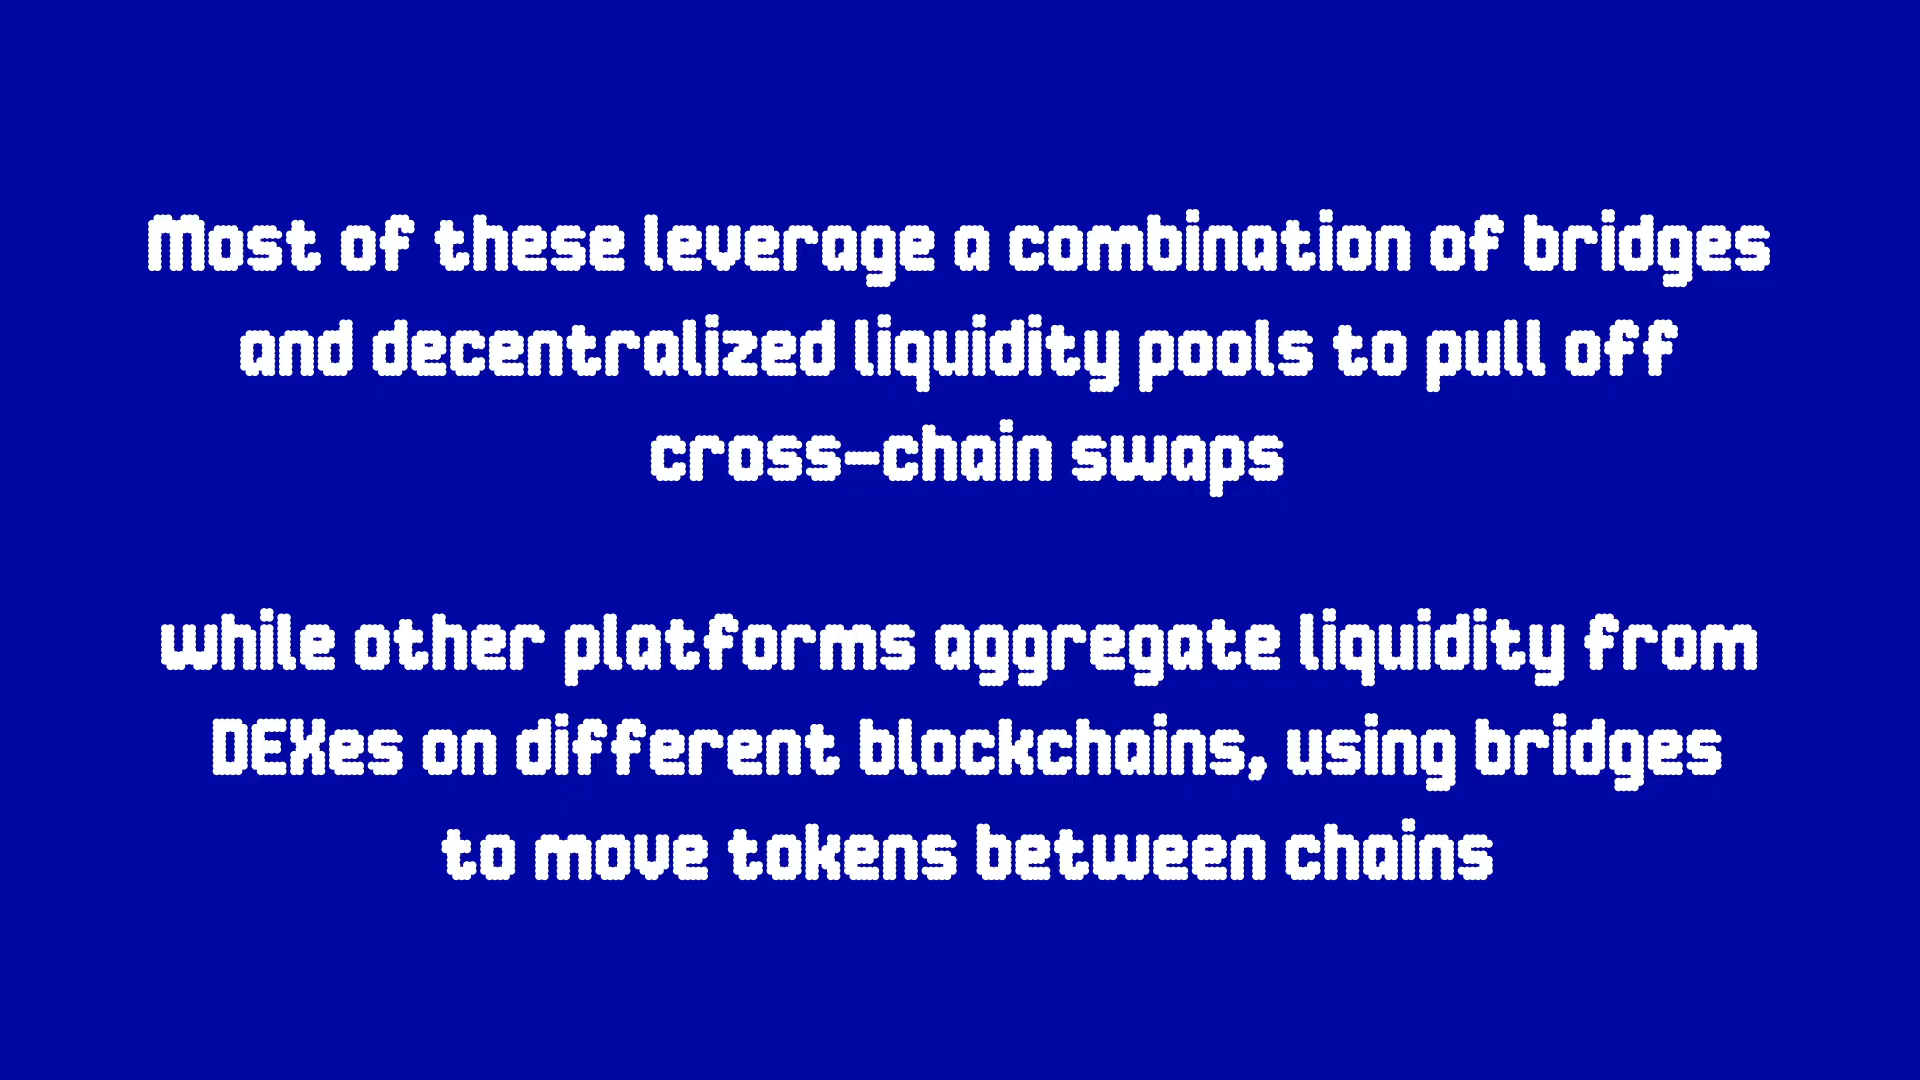 Most of these leverage a combination of bridges
and decentralized liquidity pools to pull off
cross-chain swaps
while other platforms aggregate liquidity from
DEXes on different blockchains, using bridges
to move tokens between chains